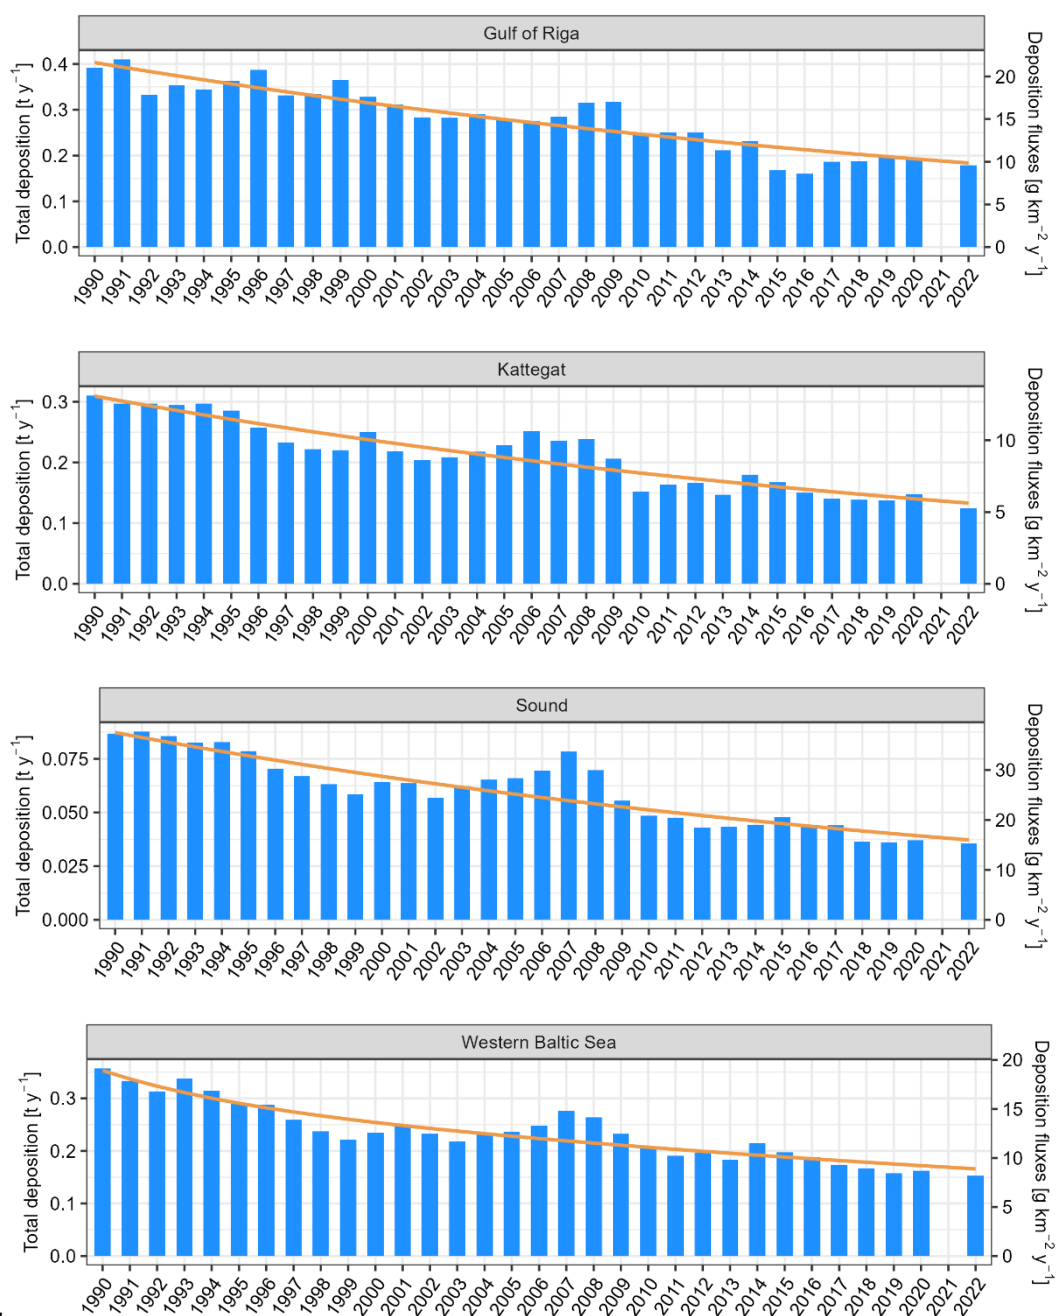 Gulf of Riga
Total deposition [t y⁻¹]
0.4
0.3
0.2
0.1
0.0
20
15
10
5
0
Deposition fluxes [g km⁻² y⁻¹]
1990 1991 1992 1993 1994 1995 1996 1997 1998 1999 2000 2001 2002 2003 2004 2005 2006 2007 2008 2009 2010 2011 2012 2013 2014 2015 2016 2017 2018 2019 2020 2021 2022
Kattegat
Total deposition [t y⁻¹]
0.3
0.2
0.1
0.0
10
5
0
Deposition fluxes [g km⁻² y⁻¹]
1990 1991 1992 1993 1994 1995 1996 1997 1998 1999 2000 2001 2002 2003 2004 2005 2006 2007 2008 2009 2010 2011 2012 2013 2014 2015 2016 2017 2018 2019 2020 2021 2022
Sound
Total deposition [t y⁻¹]
0.075
0.050
0.025
0.000
30
20
10
0
Deposition fluxes [g km⁻² y⁻¹]
1990 1991 1992 1993 1994 1995 1996 1997 1998 1999 2000 2001 2002 2003 2004 2005 2006 2007 2008 2009 2010 2011 2012 2013 2014 2015 2016 2017 2018 2019 2020 2021 2022
Western Baltic Sea
Total deposition [t y⁻¹]
0.3
0.2
0.1
0.0
20
15
10
5
0
Deposition fluxes [g km⁻² y⁻¹]
1990 1991 1992 1993 1994 1995 1996 1997 1998 1999 2000 2001 2002 2003 2004 2005 2006 2007 2008 2009 2010 2011 2012 2013 2014 2015 2016 2017 2018 2019 2020 2021 2022